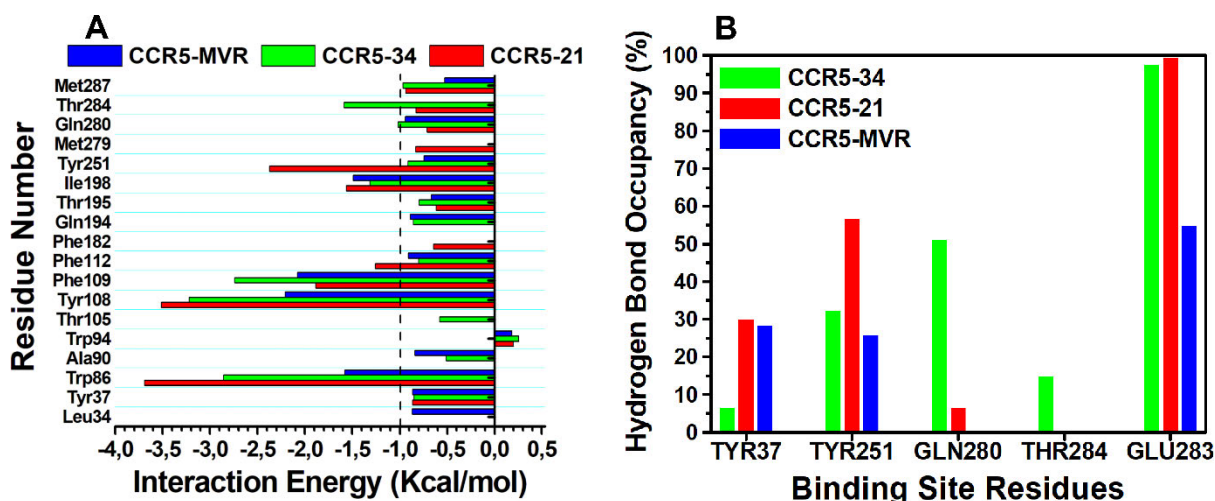 A
CCR5-MVR CCR5-34 CCR5-21
Residue Number
Met287
Thr284
Gln280
Met279
Tyr251
Ile198
Thr195
Gln194
Phe182
Phe112
Phe109
Tyr108
Thr105
Trp94
Ala90
Trp86
Tyr37
Leu34
-4,0 -3,5 -3,0 -2,5 -2,0 -1,5 -1,0 -0,5 0,0 0,5
Interaction Energy (Kcal/mol)
B
Hydrogen Bond Occupancy (%)
100
90
80
70
60
50
40
30
20
10
0
CCR5-34
CCR5-21
CCR5-MVR
TYR37 TYR251 GLN280 THR284 GLU283
Binding Site Residues